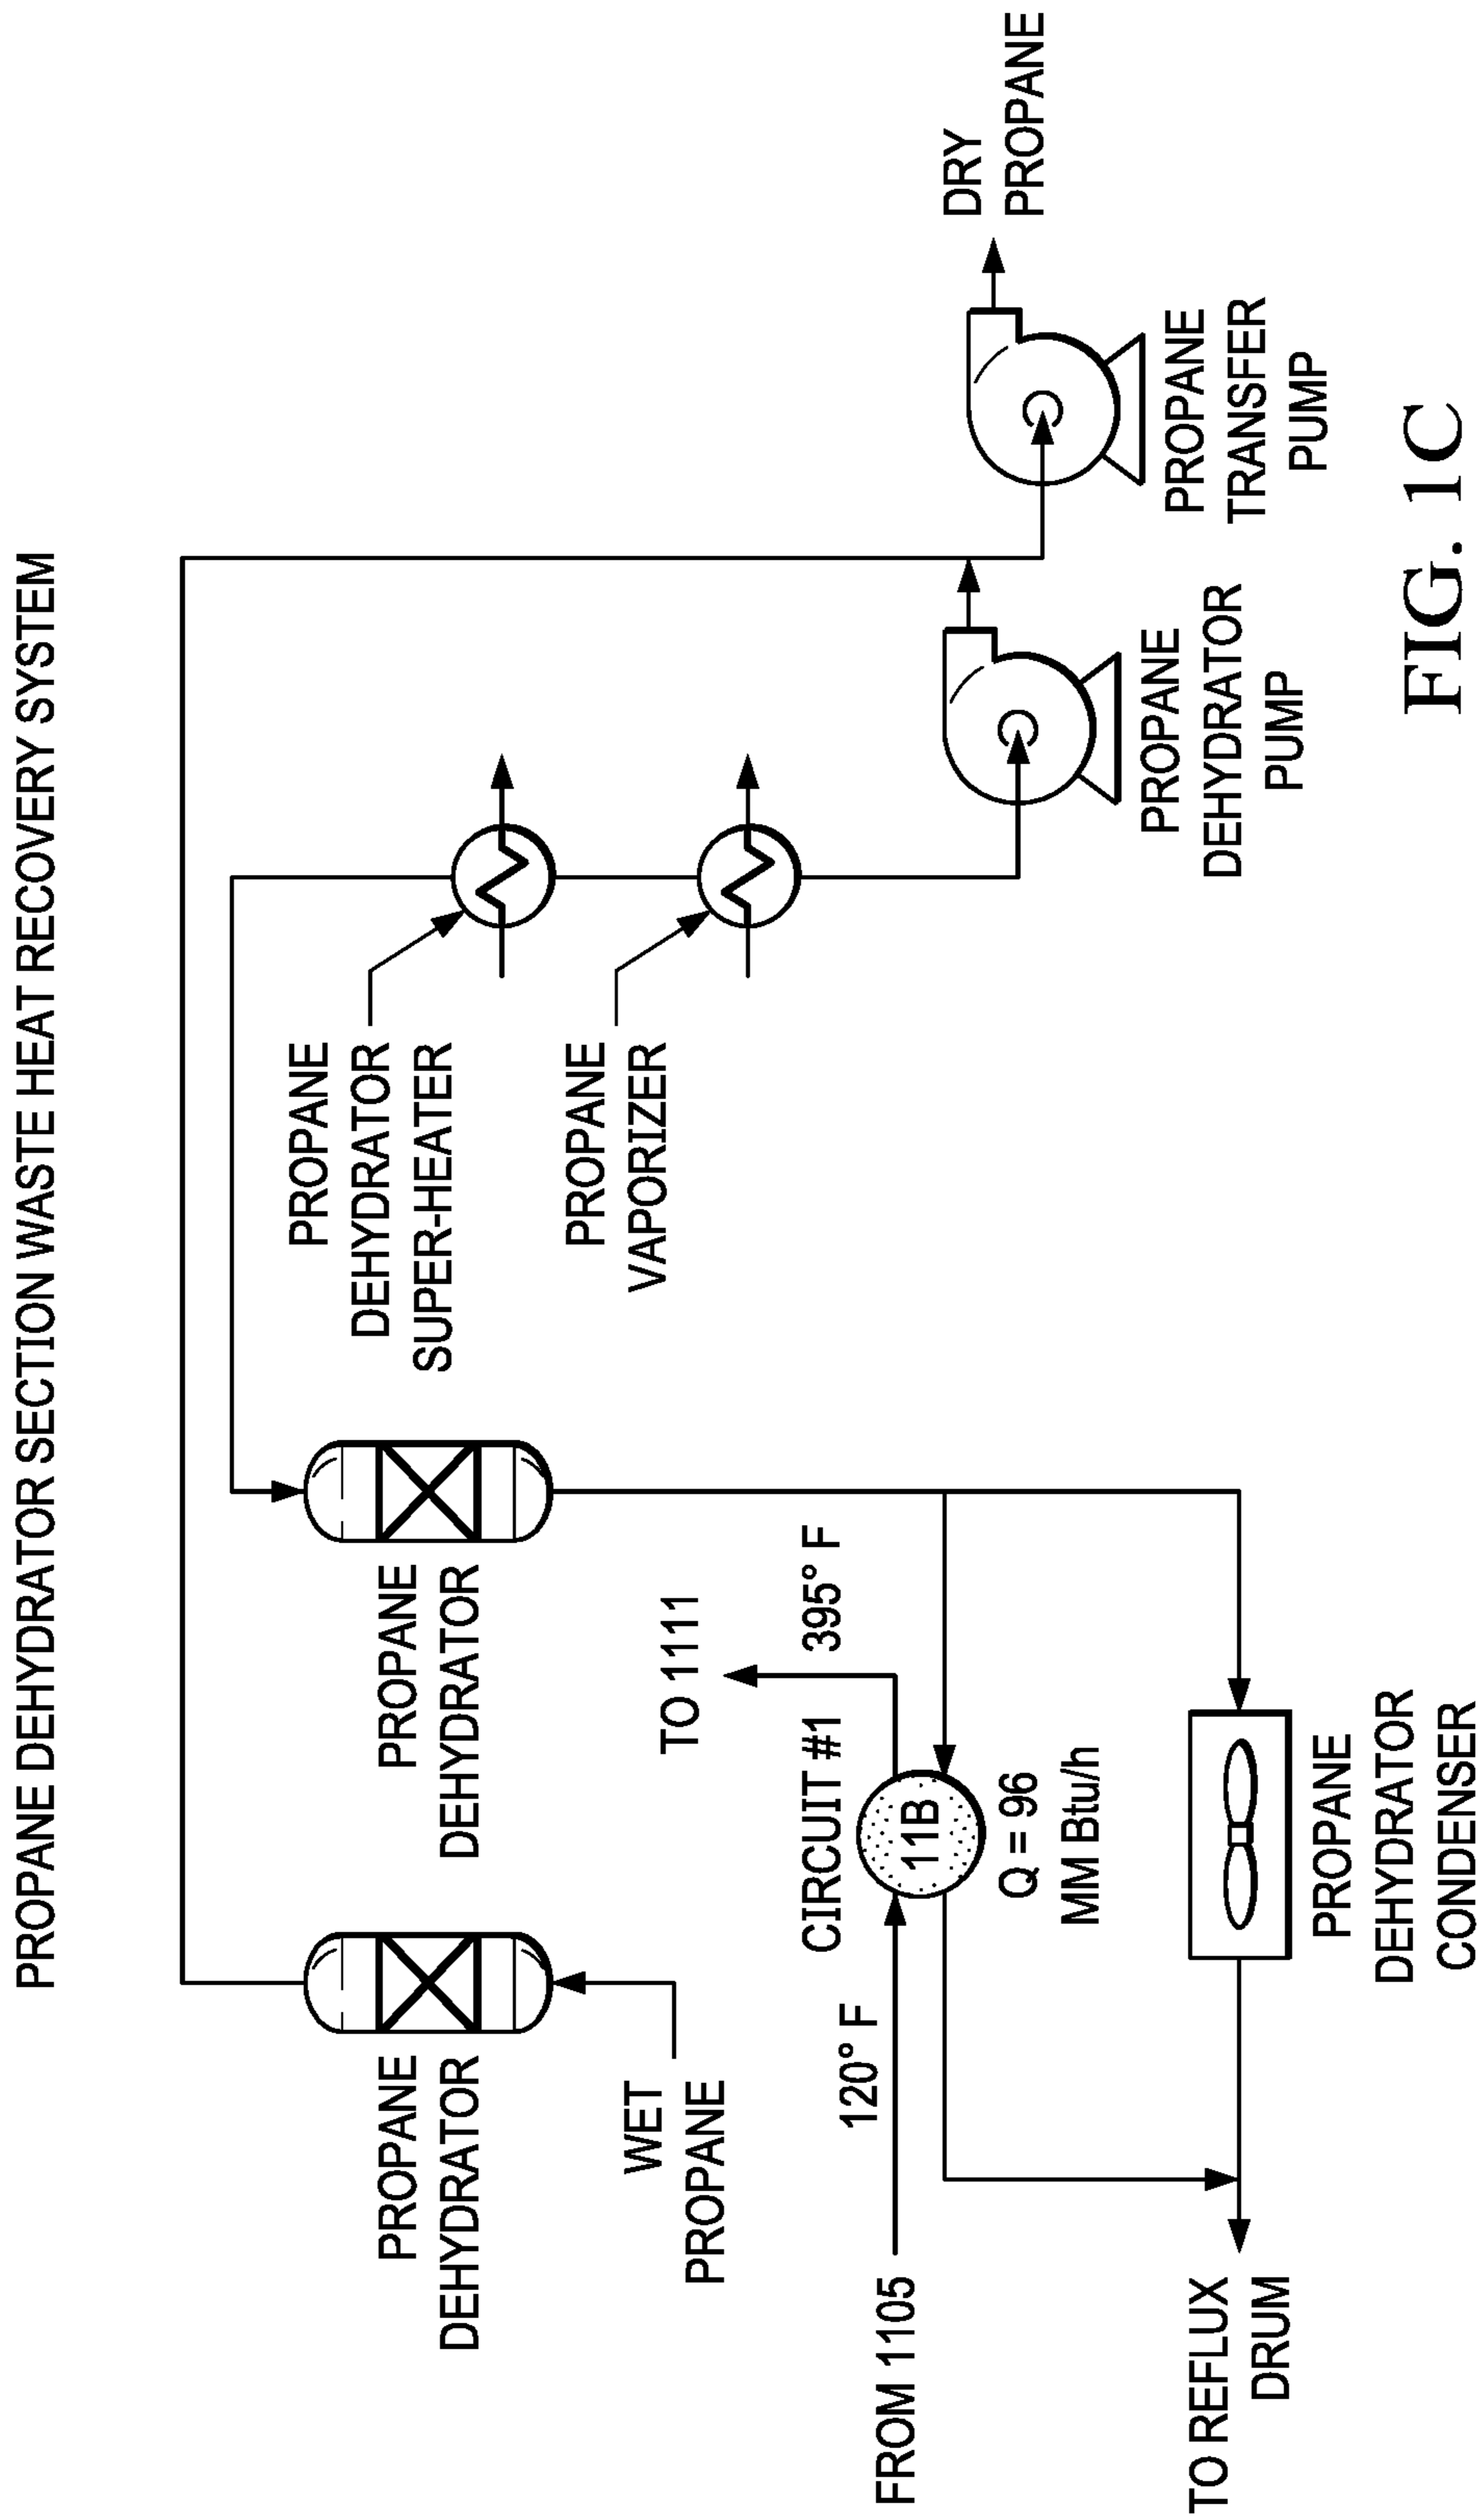 PROPANE DEHYDRATOR SECTION WASTE HEAT RECOVERY SYSTEM
PROPANE
DEHYDRATOR
WET
PROPANE
PROPANE
DEHYDRATOR
PROPANE
DEHYDRATOR
SUPER-HEATER
PROPANE
VAPORIZER
DRY
PROPANE
TO 1111
CIRCUIT #1
395° F
120° F
FROM 1105
11B
Q = 96
MM Btu/h
TO REFLUX
DRUM
PROPANE
DEHYDRATOR
CONDENSER
PROPANE
DEHYDRATOR
PUMP
PROPANE
TRANSFER
PUMP
FIG. 1C